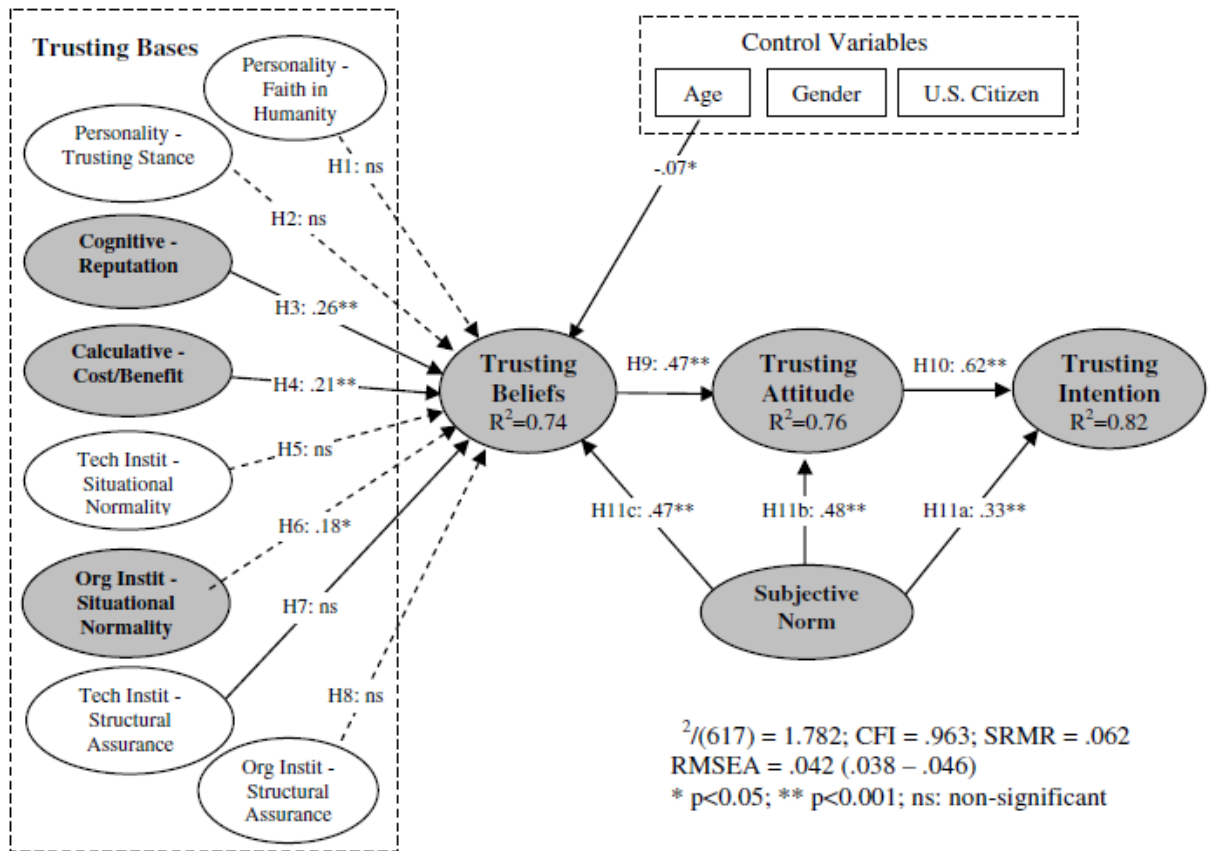 Trusting Bases
Personality -
Faith in
Humanity
Personality -
Trusting Stance
Cognitive -
Reputation
Calculative -
Cost/Benefit
Tech Instit -
Situational
Normality
Org Instit -
Situational
Normality
Tech Instit -
Structural
Assurance
Org Instit -
Structural
Assurance
H1: ns
H2: ns
H3: .26**
H4: .21**
H5: ns
H6: .18*
H7: ns
H8: ns
Control Variables
Age
Gender
U.S. Citizen
-.07*
Trusting
Beliefs
R²=0.74
H9: .47**
Trusting
Attitude
R²=0.76
H10: .62**
Trusting
Intention
R²=0.82
H11c: .47**
H11b: .48**
H11a: .33**
Subjective
Norm
²/(617) = 1.782; CFI = .963; SRMR = .062
RMSEA = .042 (.038 – .046)
* p<0.05; ** p<0.001; ns: non-significant